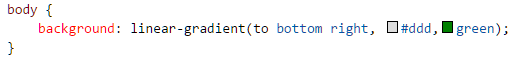 body {
    background: linear-gradient(to bottom right, #ddd,green);
}